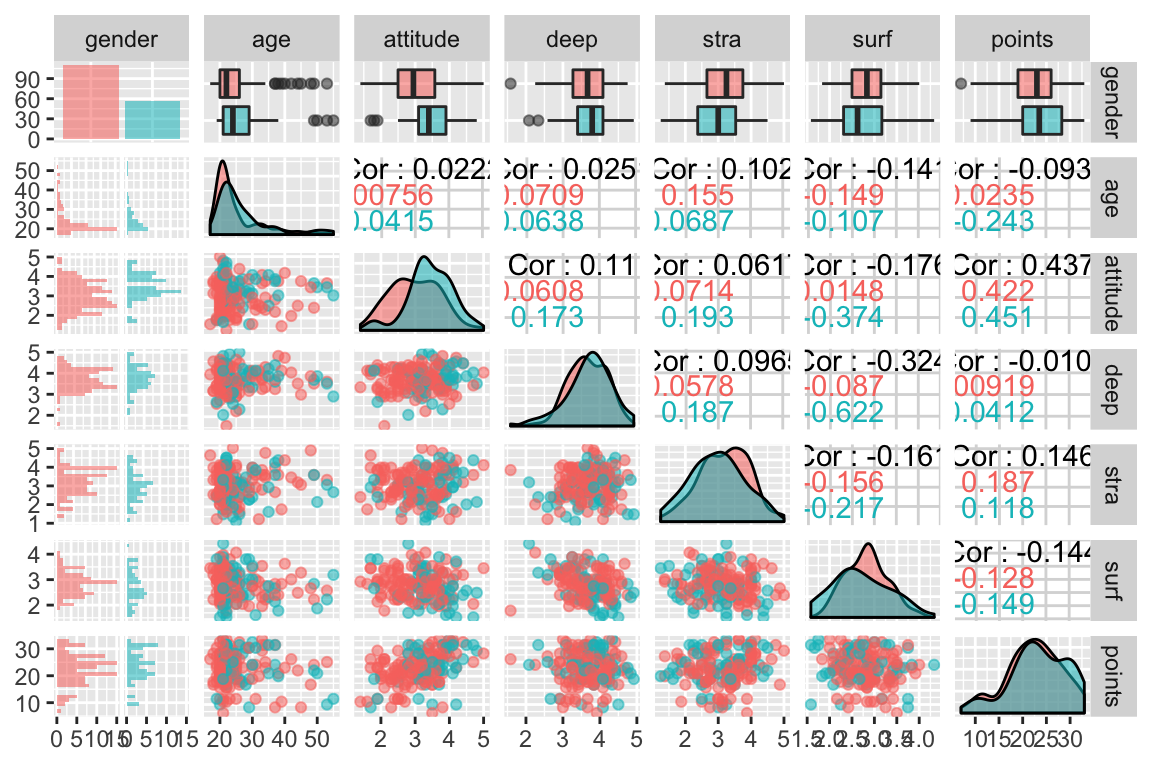 gender age attitude deep stra surf points
90
60
30
0
gender
50
40
30
20
Cor : 0.0222 Cor : 0.025 Cor : 0.102 Cor : -0.141 Cor : -0.093
00756 0.0709 0.155 -0.149 0.0235
0.0415 0.0638 0.0687 -0.107 -0.243
age
5
4
3
2
Cor : 0.11 Cor : 0.0617 Cor : -0.176 Cor : 0.437
0.0608 0.0714 0.0148 0.422
0.173 0.193 -0.374 0.451
attitude
5
4
3
2
Cor : 0.0965 Cor : -0.324 Cor : -0.010
0.0578 -0.087 00919
0.187 -0.622 0.0412
deep
5
4
3
2
1
Cor : -0.161 Cor : 0.146
-0.156 0.187
-0.217 0.118
stra
4
3
2
Cor : -0.144
-0.128
-0.149
surf
30
20
10
points
0 5 10 15 0 5 10 15 20 30 40 50 2 3 4 5 2 3 4 5 2 3 4 5 1.5 2.0 2.5 3.0 3.5 4.0 10 15 20 25 30